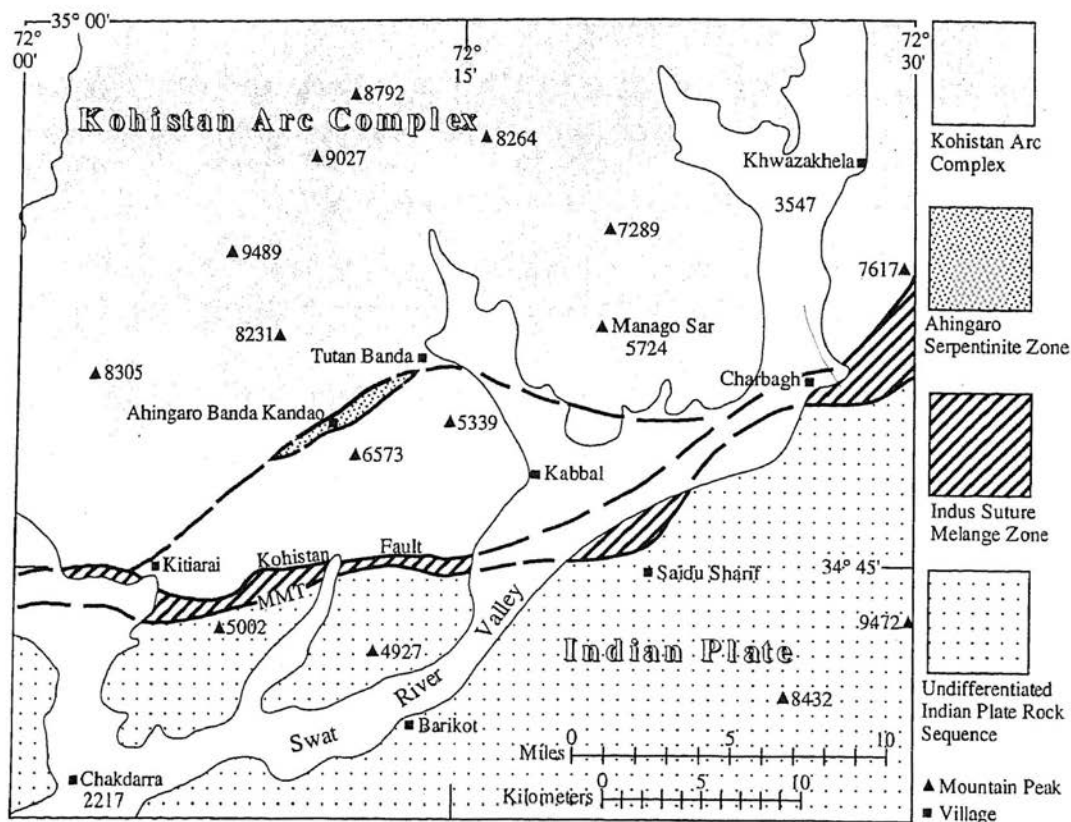 35° 00'
72°
00'
72°
15'
72°
30'
8792
Kohistan Arc Complex
8264
9027
Khwazakhela
3547
7289
9489
7617
8231
Manago Sar
5724
Tutan Banda
8305
Charbagh
Ahingaro Banda Kandao
5339
6573
Kabbal
Kohistan Fault
Kitiarai
MMT
Saidu Sharif
34° 45'
5002
9472
4927
Indian Plate
Swat River Valley
8432
Barikot
Chakdarra
2217
Miles 0 5 10
Kilometers 0 5 10
Kohistan Arc
Complex
Ahingaro
Serpentinite Zone
Indus Suture
Melange Zone
Undifferentiated
Indian Plate Rock
Sequence
Mountain Peak
Village